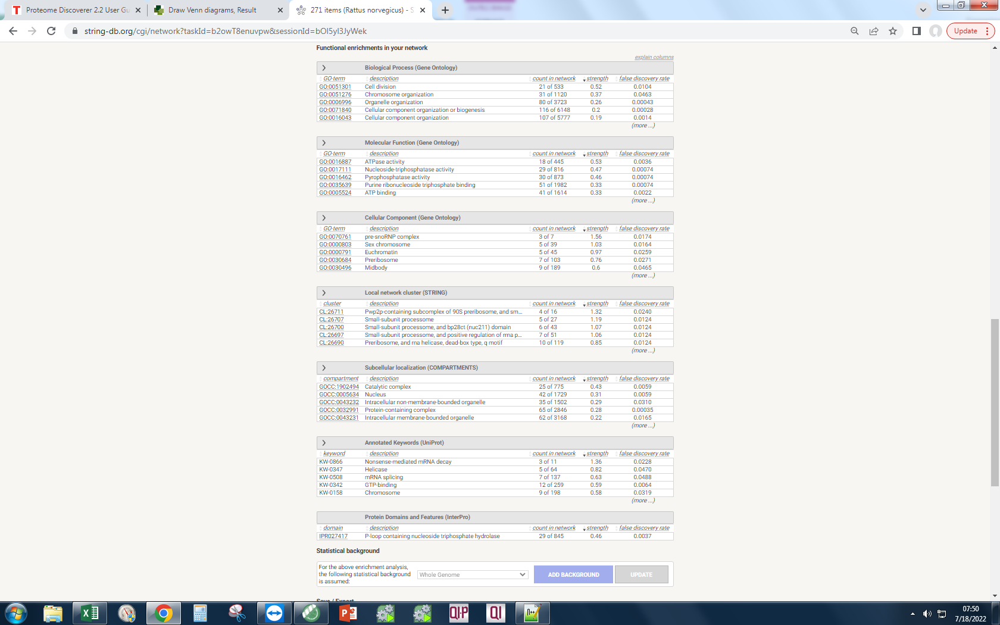 Proteome Discoverer 2.2 User Gu
Draw Venn diagrams, Result
271 items (Rattus norvegicus) - S
string-db.org/cgi/network?taskId=b2owT8enuvpw&sessionId=bOl5yl3JyWek
Update
Functional enrichments in your network
explain columns
Biological Process (Gene Ontology)
GO-term description count in network strength false discovery rate
GO:0051301 Cell division 21 of 533 0.52 0.0104
GO:0051276 Chromosome organization 31 of 1120 0.37 0.0463
GO:0006996 Organelle organization 80 of 3723 0.26 0.00043
GO:0071840 Cellular component organization or biogenesis 116 of 6148 0.2 0.00028
GO:0016043 Cellular component organization 107 of 5777 0.19 0.0014
(more ...)
Molecular Function (Gene Ontology)
GO-term description count in network strength false discovery rate
GO:0016887 ATPase activity 18 of 445 0.53 0.0036
GO:0017111 Nucleoside-triphosphatase activity 29 of 816 0.47 0.00074
GO:0016462 Pyrophosphatase activity 30 of 873 0.46 0.00074
GO:0035639 Purine ribonucleoside triphosphate binding 51 of 1982 0.33 0.00074
GO:0005524 ATP binding 41 of 1614 0.33 0.0022
(more ...)
Cellular Component (Gene Ontology)
GO-term description count in network strength false discovery rate
GO:0070761 pre-snoRNP complex 3 of 7 1.56 0.0174
GO:0000803 Sex chromosome 5 of 39 1.03 0.0164
GO:0000791 Euchromatin 5 of 45 0.97 0.0259
GO:0030684 Preribosome 7 of 103 0.76 0.0271
GO:0030496 Midbody 9 of 189 0.6 0.0465
(more ...)
Local network cluster (STRING)
cluster description count in network strength false discovery rate
CL:26711 Pwp2p-containing subcomplex of 90S preribosome, and sm... 4 of 16 1.32 0.0240
CL:26707 Small-subunit processome 5 of 27 1.19 0.0124
CL:26700 Small-subunit processome, and bp28ct (nuc211) domain 6 of 43 1.07 0.0124
CL:26697 Small-subunit processome, and positive regulation of rrna p... 7 of 51 1.06 0.0124
CL:26690 Preribosome, and rna helicase, dead-box type, q motif 10 of 119 0.85 0.0124
(more ...)
Subcellular localization (COMPARTMENTS)
compartment description count in network strength false discovery rate
GOCC:1902494 Catalytic complex 25 of 775 0.43 0.0059
GOCC:0005634 Nucleus 42 of 1729 0.31 0.0059
GOCC:0043232 Intracellular non-membrane-bounded organelle 35 of 1502 0.29 0.0310
GOCC:0032991 Protein-containing complex 65 of 2846 0.28 0.00035
GOCC:0043231 Intracellular membrane-bounded organelle 62 of 3168 0.22 0.0165
(more ...)
Annotated Keywords (UniProt)
keyword description count in network strength false discovery rate
KW-0866 Nonsense-mediated mRNA decay 3 of 11 1.36 0.0228
KW-0347 Helicase 5 of 64 0.82 0.0470
KW-0508 mRNA splicing 7 of 137 0.63 0.0488
KW-0342 GTP-binding 12 of 259 0.59 0.0064
KW-0158 Chromosome 9 of 198 0.58 0.0319
(more ...)
Protein Domains and Features (InterPro)
domain description count in network strength false discovery rate
IPR027417 P-loop containing nucleoside triphosphate hydrolase 29 of 845 0.46 0.0037
Statistical background
For the above enrichment analysis,
the following statistical background
is assumed:
Whole Genome
ADD BACKGROUND
UPDATE
Save / Export
QI-P
QI
07:50
7/18/2022